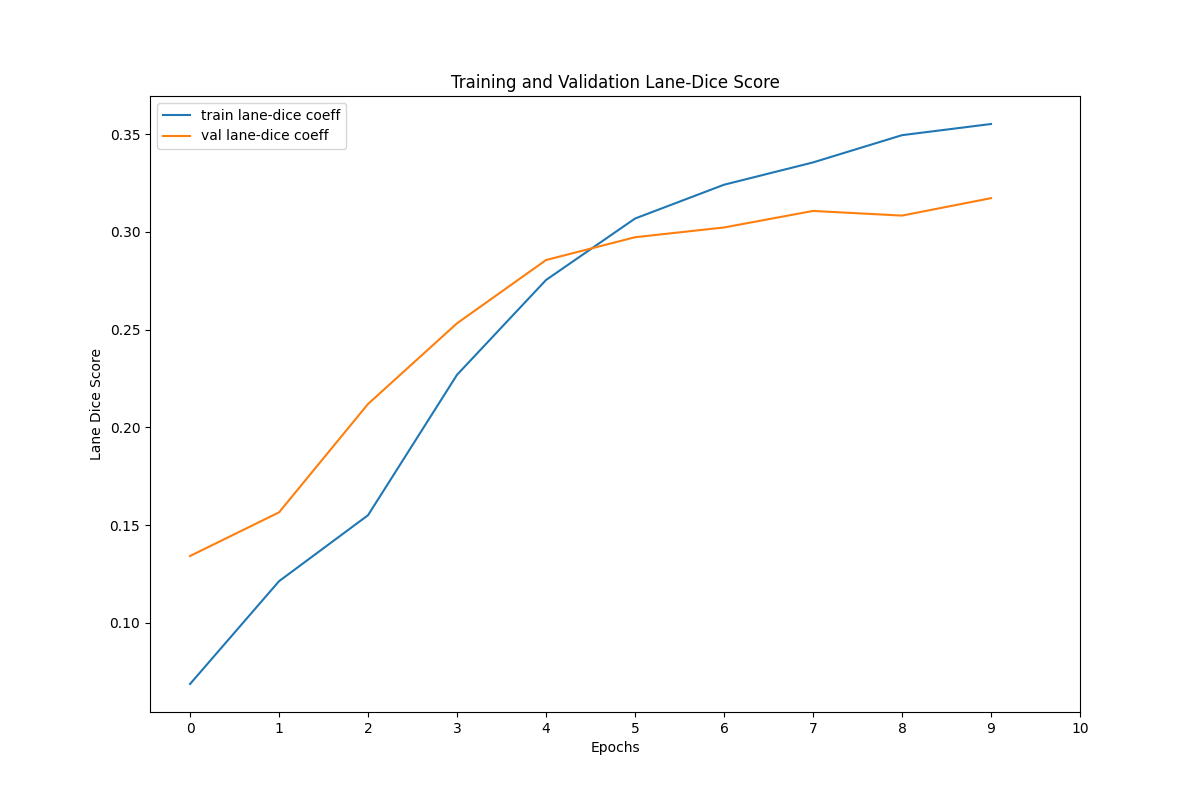 Training and Validation Lane-Dice Score
train lane-dice coeff
val lane-dice coeff
0.35
0.30
0.25
0.20
0.15
0.10
Lane Dice Score
0 1 2 3 4 5 6 7 8 9 10
Epochs